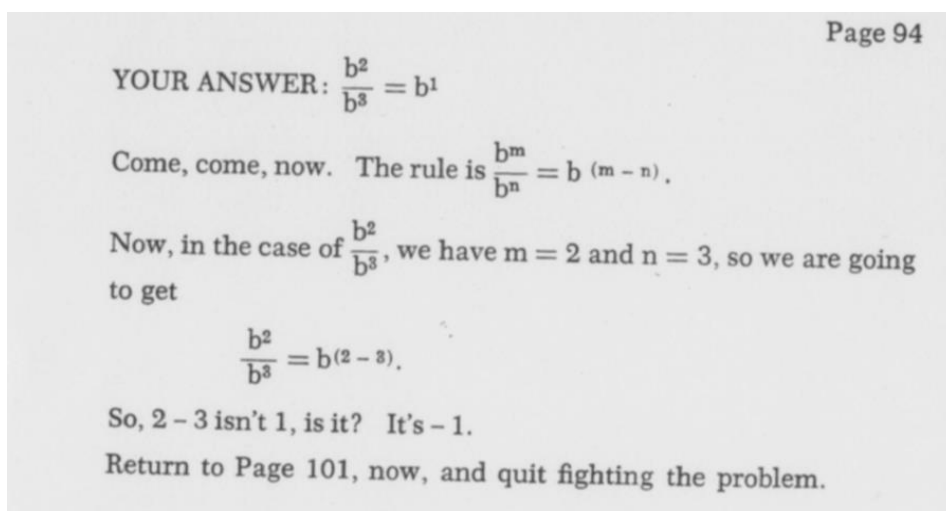 Page 94
YOUR ANSWER: b²/b³ = b¹
Come, come, now. The rule is bᵐ/bⁿ = b ⁽ᵐ ⁻ ⁿ⁾.
Now, in the case of b²/b³, we have m = 2 and n = 3, so we are going
to get
b²/b³ = b⁽² ⁻ ³⁾.
So, 2 – 3 isn't 1, is it? It's – 1.
Return to Page 101, now, and quit fighting the problem.